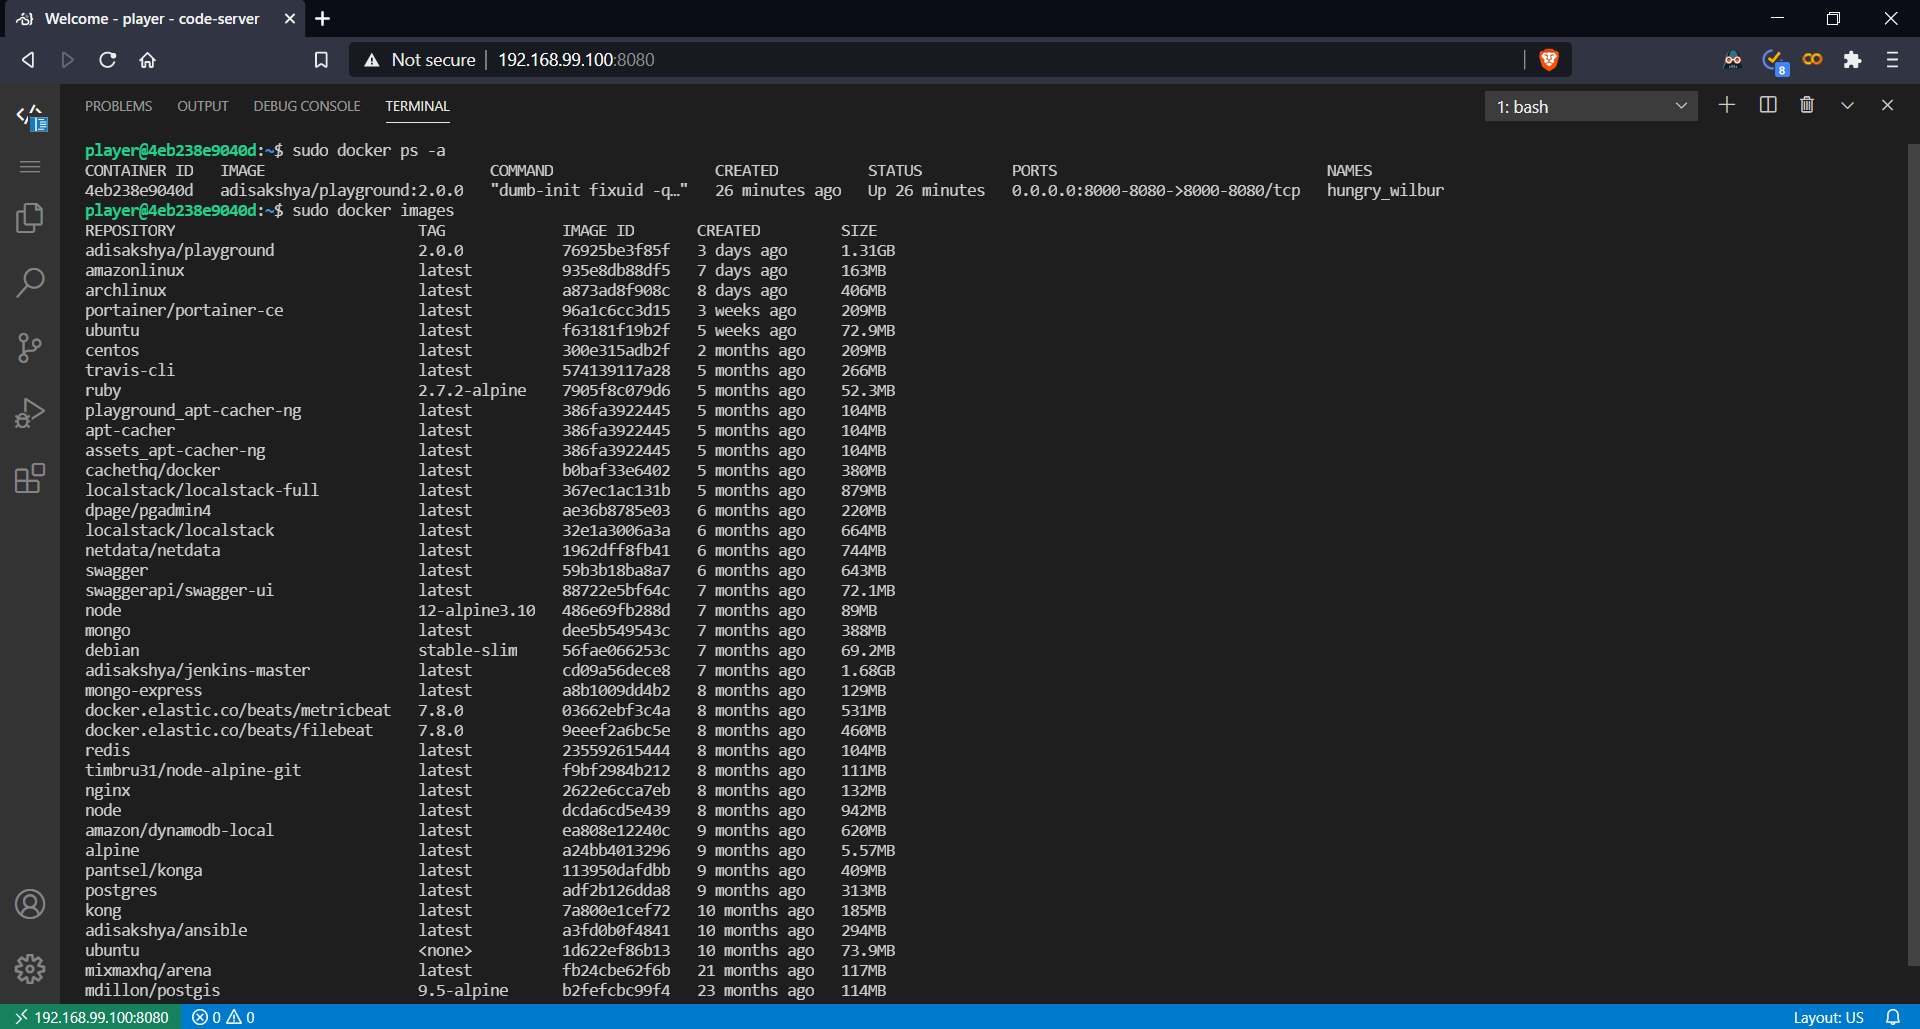 Welcome - player - code-server
Not secure 192.168.99.100:8080
8
PROBLEMS OUTPUT DEBUG CONSOLE TERMINAL 1: bash
player@4eb238e9040d:~$ sudo docker ps -a
CONTAINER ID IMAGE COMMAND CREATED STATUS PORTS NAMES
4eb238e9040d adisakshya/playground:2.0.0 "dumb-init fixuid -q…" 26 minutes ago Up 26 minutes 0.0.0.0:8000-8080->8000-8080/tcp hungry_wilbur
player@4eb238e9040d:~$ sudo docker images
REPOSITORY TAG IMAGE ID CREATED SIZE
adisakshya/playground 2.0.0 76925be3f85f 3 days ago 1.31GB
amazonlinux latest 935e8db88df5 7 days ago 163MB
archlinux latest a873ad8f908c 8 days ago 406MB
portainer/portainer-ce latest 96a1c6cc3d15 3 weeks ago 209MB
ubuntu latest f63181f19b2f 5 weeks ago 72.9MB
centos latest 300e315adb2f 2 months ago 209MB
travis-cli latest 574139117a28 5 months ago 266MB
ruby 2.7.2-alpine 7905f8c079d6 5 months ago 52.3MB
playground_apt-cacher-ng latest 386fa3922445 5 months ago 104MB
apt-cacher latest 386fa3922445 5 months ago 104MB
assets_apt-cacher-ng latest 386fa3922445 5 months ago 104MB
cachethq/docker latest b0baf33e6402 5 months ago 380MB
localstack/localstack-full latest 367ec1ac131b 5 months ago 879MB
dpage/pgadmin4 latest ae36b8785e03 6 months ago 220MB
localstack/localstack latest 32e1a3006a3a 6 months ago 664MB
netdata/netdata latest 1962dff8fb41 6 months ago 744MB
swagger latest 59b3b18ba8a7 6 months ago 643MB
swaggerapi/swagger-ui latest 88722e5bf64c 7 months ago 72.1MB
node 12-alpine3.10 486e69fb288d 7 months ago 89MB
mongo latest dee5b549543c 7 months ago 388MB
debian stable-slim 56fae066253c 7 months ago 69.2MB
adisakshya/jenkins-master latest cd09a56dece8 7 months ago 1.68GB
mongo-express latest a8b1009dd4b2 8 months ago 129MB
docker.elastic.co/beats/metricbeat 7.8.0 03662ebf3c4a 8 months ago 531MB
docker.elastic.co/beats/filebeat 7.8.0 9eeef2a6bc5e 8 months ago 460MB
redis latest 235592615444 8 months ago 104MB
timbru31/node-alpine-git latest f9bf2984b212 8 months ago 111MB
nginx latest 2622e6cca7eb 8 months ago 132MB
node latest dcda6cd5e439 8 months ago 942MB
amazon/dynamodb-local latest ea808e12240c 9 months ago 620MB
alpine latest a24bb4013296 9 months ago 5.57MB
pantsel/konga latest 113950dafdbb 9 months ago 409MB
postgres latest adf2b126dda8 9 months ago 313MB
kong latest 7a800e1cef72 10 months ago 185MB
adisakshya/ansible latest a3fd0b0f4841 10 months ago 294MB
ubuntu <none> 1d622ef86b13 10 months ago 73.9MB
mixmaxhq/arena latest fb24cbe62f6b 21 months ago 117MB
mdillon/postgis 9.5-alpine b2fefcbc99f4 23 months ago 114MB
192.168.99.100:8080 0 0 Layout: US